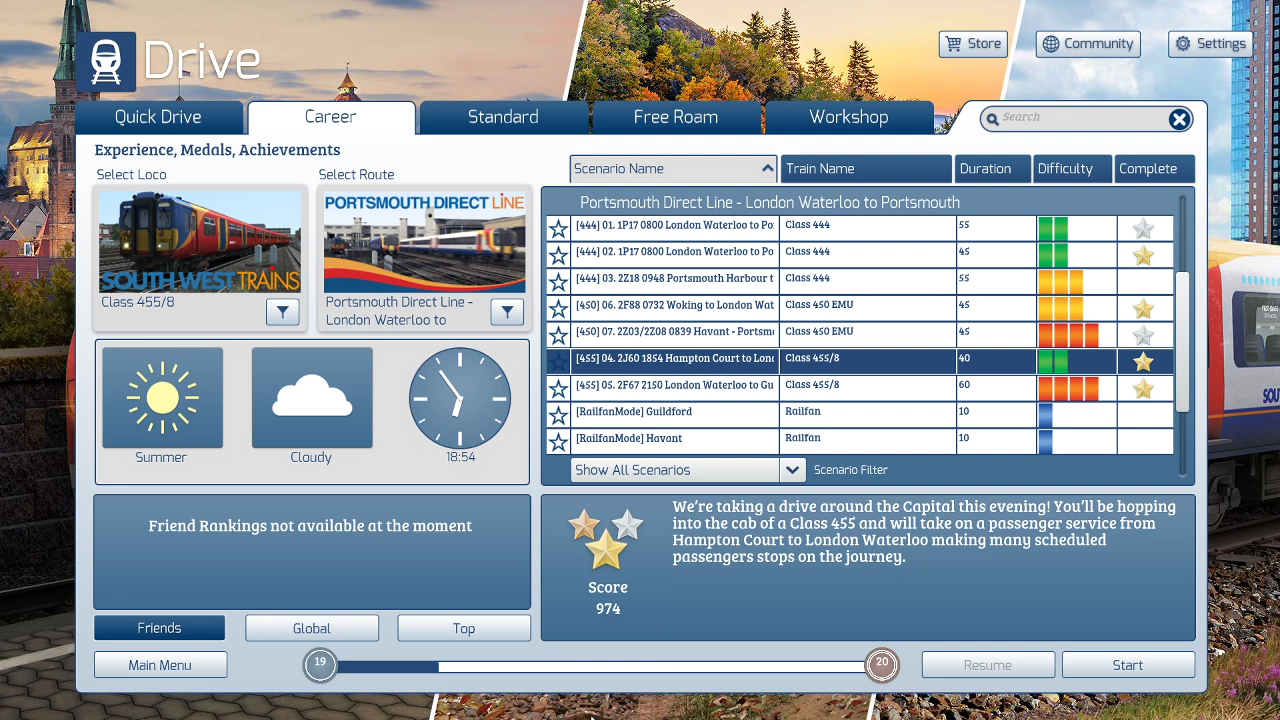 Drive
Store
Community
Settings
Quick Drive
Career
Standard
Free Roam
Workshop
Search
Experience, Medals, Achievements
Select Loco
Select Route
SOUTH WEST TRAINS
Class 455/8
PORTSMOUTH DIRECT LINE
Portsmouth Direct Line -
London Waterloo to
Summer
Cloudy
18:54
Scenario Name
Train Name
Duration
Difficulty
Complete
Portsmouth Direct Line - London Waterloo to Portsmouth
[444] 01. 1P17 0800 London Waterloo to Po
Class 444
55
[444] 02. 1P17 0800 London Waterloo to Po
Class 444
45
[444] 03. 2Z18 0948 Portsmouth Harbour t
Class 444
55
[450] 06. 2F88 0732 Woking to London Wat
Class 450 EMU
45
[450] 07. 2Z03/2Z08 0839 Havant - Portsm
Class 450 EMU
45
[455] 04. 2J60 1854 Hampton Court to Lon
Class 455/8
40
[455] 05. 2F67 2150 London Waterloo to Gu
Class 455/8
60
[RailfanMode] Guildford
Railfan
10
[RailfanMode] Havant
Railfan
10
Show All Scenarios
Scenario Filter
Friend Rankings not available at the moment
Score
974
We're taking a drive around the Capital this evening! You'll be hopping
into the cab of a Class 455 and will take on a passenger service from
Hampton Court to London Waterloo making many scheduled
passengers stops on the journey.
Friends
Global
Top
Main Menu
19
20
Resume
Start
SOU